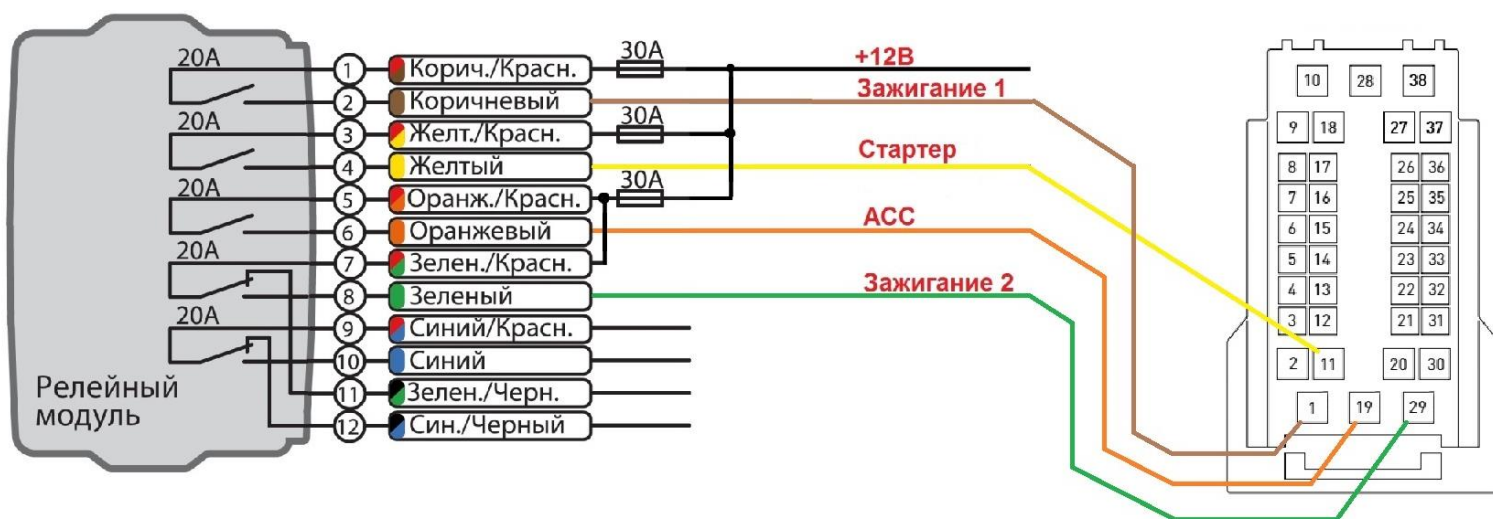 20A
1 Корич./Красн. 30A +12В
2 Коричневый Зажигание 1
20A
3 Желт./Красн. 30A
4 Желтый Стартер
20A
5 Оранж./Красн. 30A
6 Оранжевый ACC
20A
7 Зелен./Красн.
8 Зеленый Зажигание 2
20A
9 Синий/Красн.
10 Синий
11 Зелен./Черн.
12 Син./Черный
Релейный
модуль
10 28 38
9 18 27 37
8 17 26 36
7 16 25 35
6 15 24 34
5 14 23 33
4 13 22 32
3 12 21 31
2 11 20 30
1 19 29